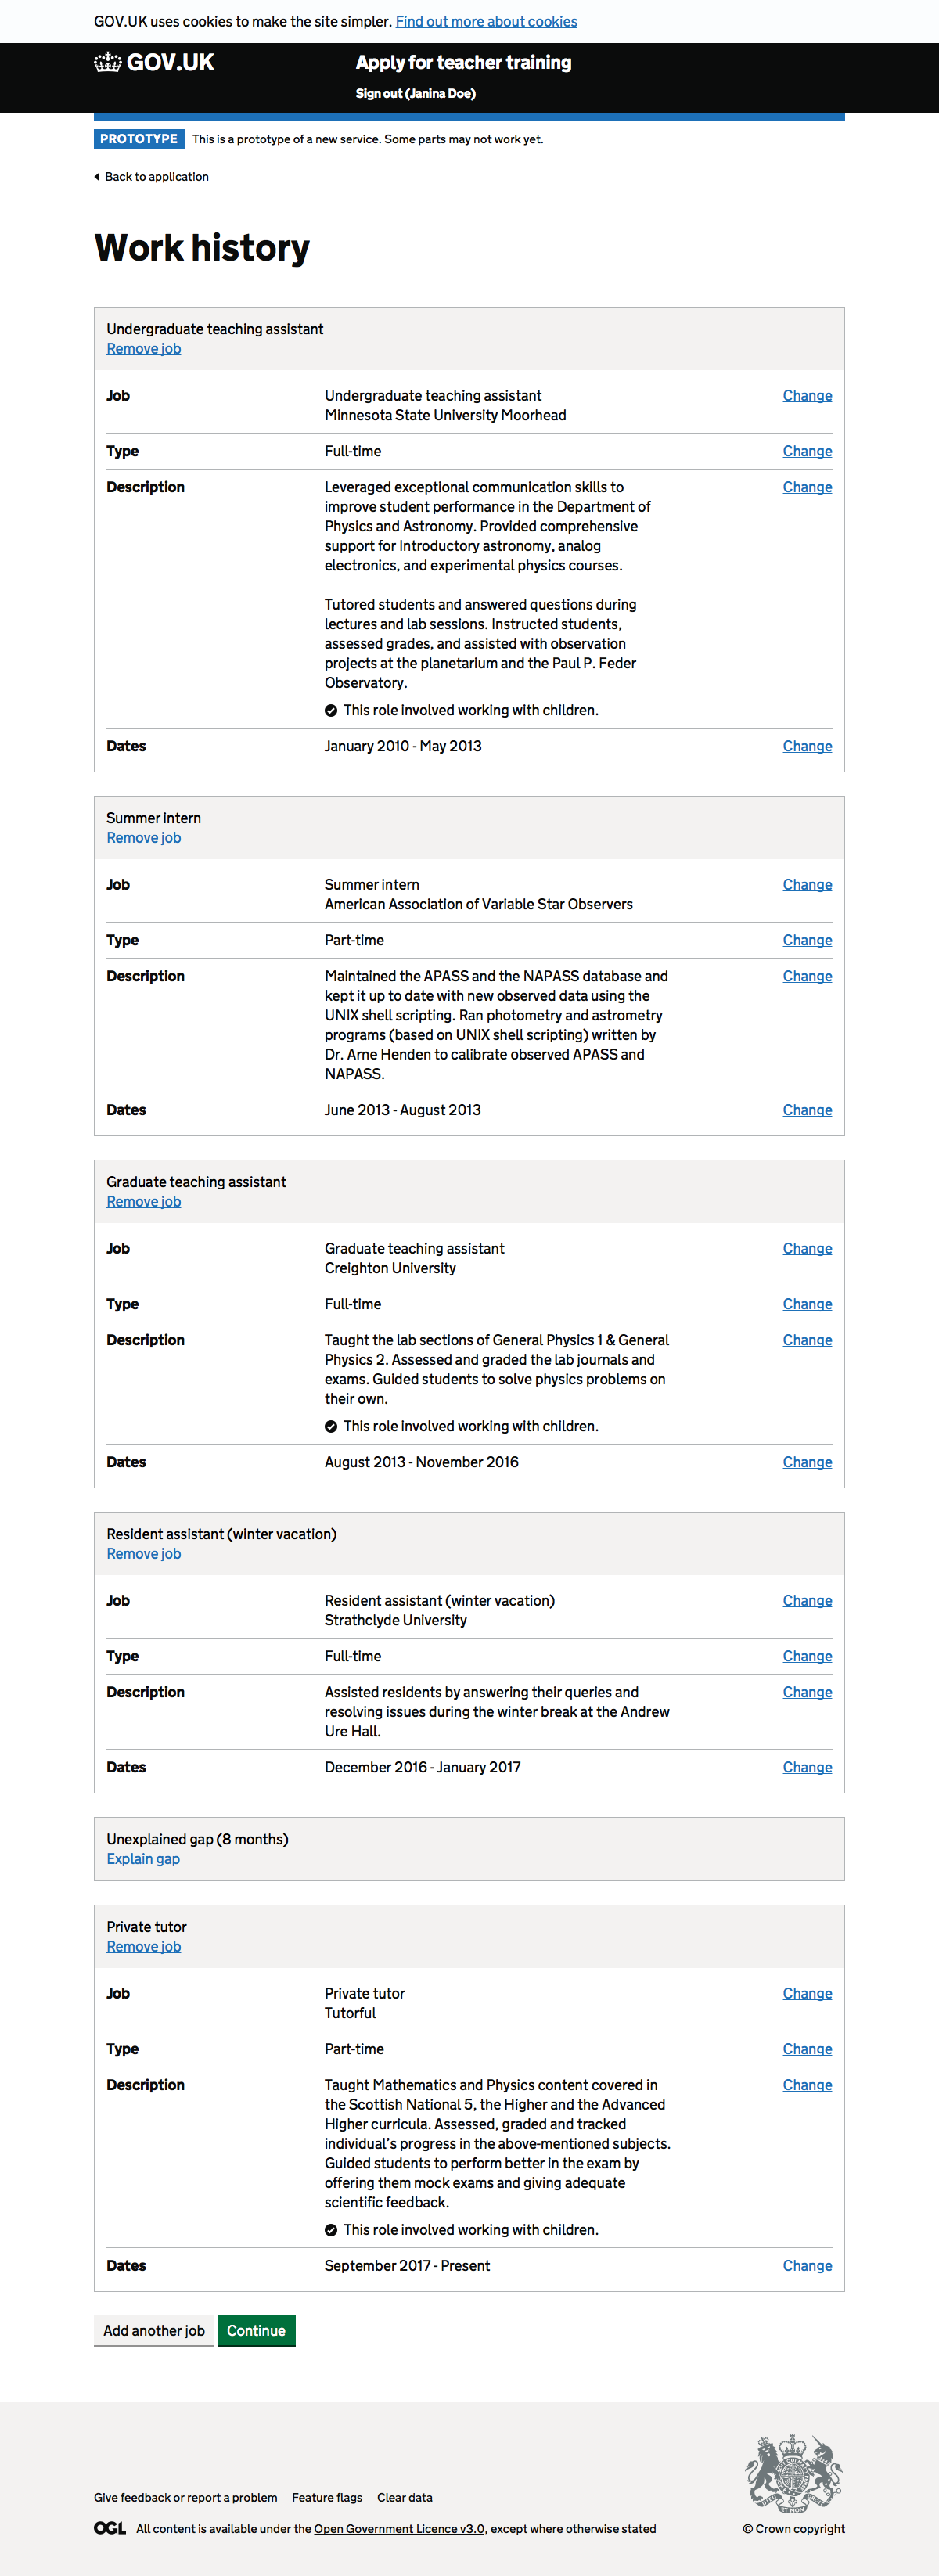 GOV.UK uses cookies to make the site simpler. Find out more about cookies
GOV.UK
Apply for teacher training
Sign out (Janina Doe)
PROTOTYPE This is a prototype of a new service. Some parts may not work yet.
Back to application
Work history
Undergraduate teaching assistant
Remove job
Job
Undergraduate teaching assistant
Change
Minnesota State University Moorhead
Type
Full-time
Change
Description
Leveraged exceptional communication skills to
Change
improve student performance in the Department of
Physics and Astronomy. Provided comprehensive
support for Introductory astronomy, analog
electronics, and experimental physics courses.
Tutored students and answered questions during
lectures and lab sessions. Instructed students,
assessed grades, and assisted with observation
projects at the planetarium and the Paul P. Feder
Observatory.
This role involved working with children.
Dates
January 2010 - May 2013
Change
Summer intern
Remove job
Job
Summer intern
Change
American Association of Variable Star Observers
Type
Part-time
Change
Description
Maintained the APASS and the NAPASS database and
Change
kept it up to date with new observed data using the
UNIX shell scripting. Ran photometry and astrometry
programs (based on UNIX shell scripting) written by
Dr. Arne Henden to calibrate observed APASS and
NAPASS.
Dates
June 2013 - August 2013
Change
Graduate teaching assistant
Remove job
Job
Graduate teaching assistant
Change
Creighton University
Type
Full-time
Change
Description
Taught the lab sections of General Physics 1 & General
Change
Physics 2. Assessed and graded the lab journals and
exams. Guided students to solve physics problems on
their own.
This role involved working with children.
Dates
August 2013 - November 2016
Change
Resident assistant (winter vacation)
Remove job
Job
Resident assistant (winter vacation)
Change
Strathclyde University
Type
Full-time
Change
Description
Assisted residents by answering their queries and
Change
resolving issues during the winter break at the Andrew
Ure Hall.
Dates
December 2016 - January 2017
Change
Unexplained gap (8 months)
Explain gap
Private tutor
Remove job
Job
Private tutor
Change
Tutorful
Type
Part-time
Change
Description
Taught Mathematics and Physics content covered in
Change
the Scottish National 5, the Higher and the Advanced
Higher curricula. Assessed, graded and tracked
individual's progress in the above-mentioned subjects.
Guided students to perform better in the exam by
offering them mock exams and giving adequate
scientific feedback.
This role involved working with children.
Dates
September 2017 - Present
Change
Add another job
Continue
Give feedback or report a problem
Feature flags
Clear data
OGL
All content is available under the Open Government Licence v3.0, except where otherwise stated
© Crown copyright